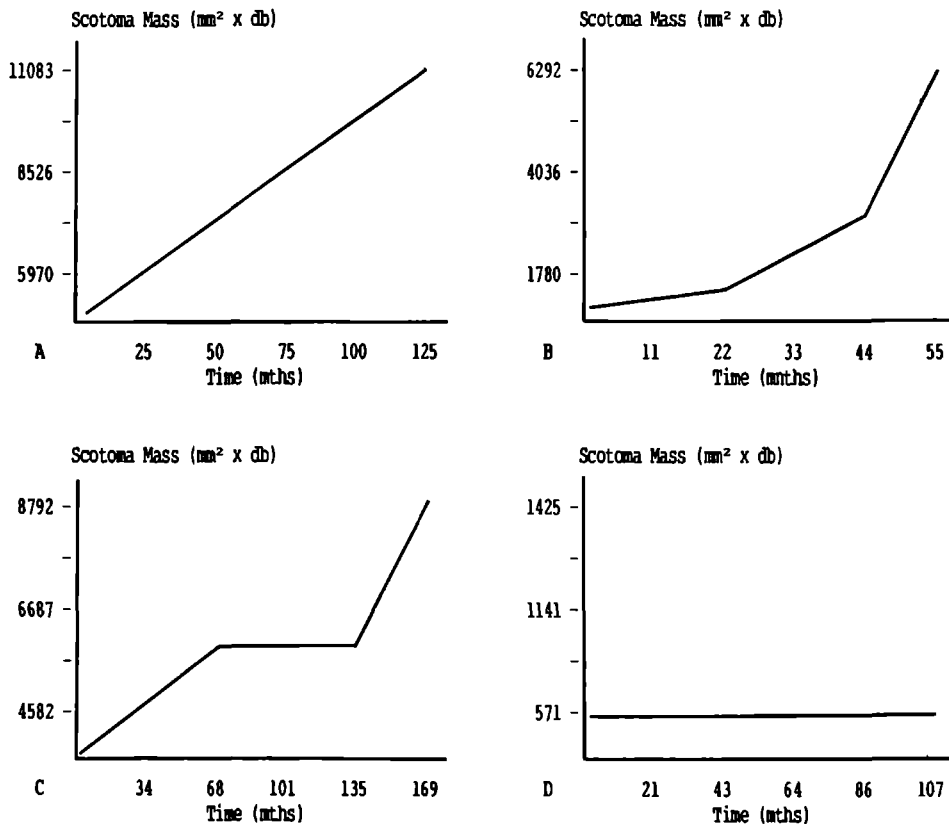 Scotoma Mass (mm² x db)
11083
8526
5970
A 25 50 75 100 125
Time (mths)
Scotoma Mass (mm² x db)
6292
4036
1780
B 11 22 33 44 55
Time (mnths)
Scotoma Mass (mm² x db)
8792
6687
4582
C 34 68 101 135 169
Time (mths)
Scotoma Mass (mm² x db)
1425
1141
571
D 21 43 64 86 107
Time (mths)